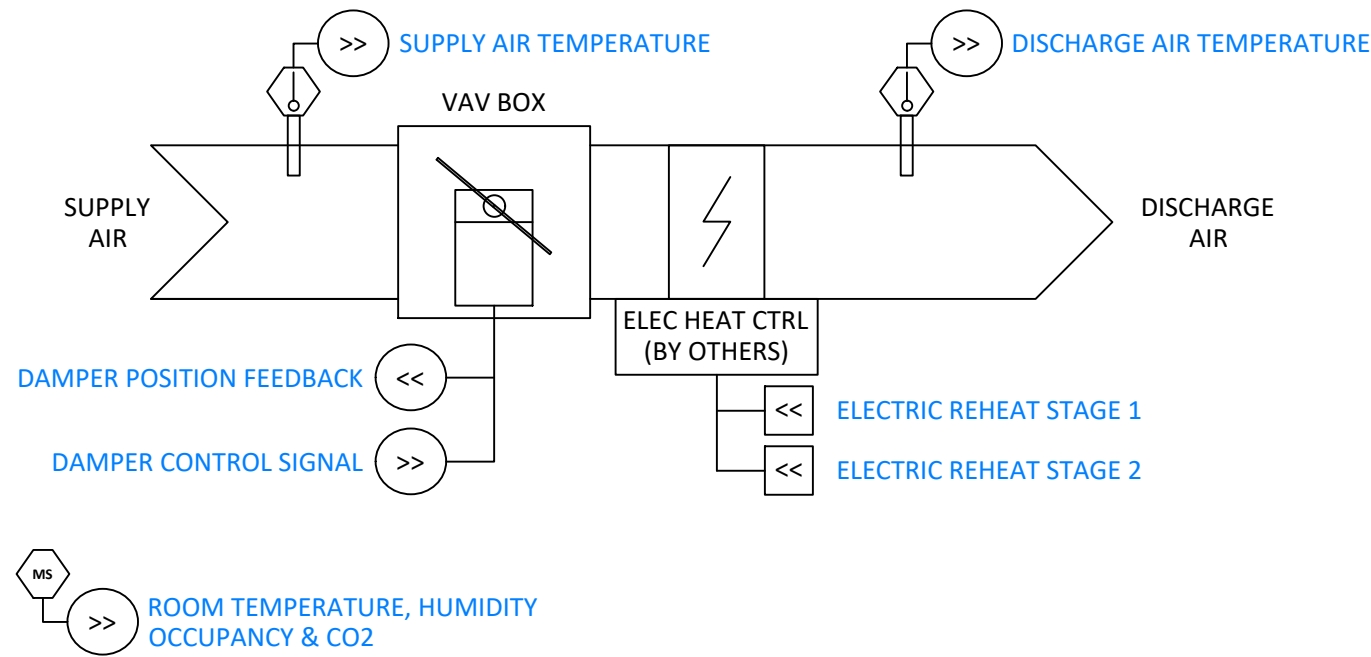 >> SUPPLY AIR TEMPERATURE
>> DISCHARGE AIR TEMPERATURE
VAV BOX
SUPPLY
AIR
DISCHARGE
AIR
ELEC HEAT CTRL
(BY OTHERS)
DAMPER POSITION FEEDBACK <<
<< ELECTRIC REHEAT STAGE 1
DAMPER CONTROL SIGNAL >>
<< ELECTRIC REHEAT STAGE 2
MS
>> ROOM TEMPERATURE, HUMIDITY
OCCUPANCY & CO2